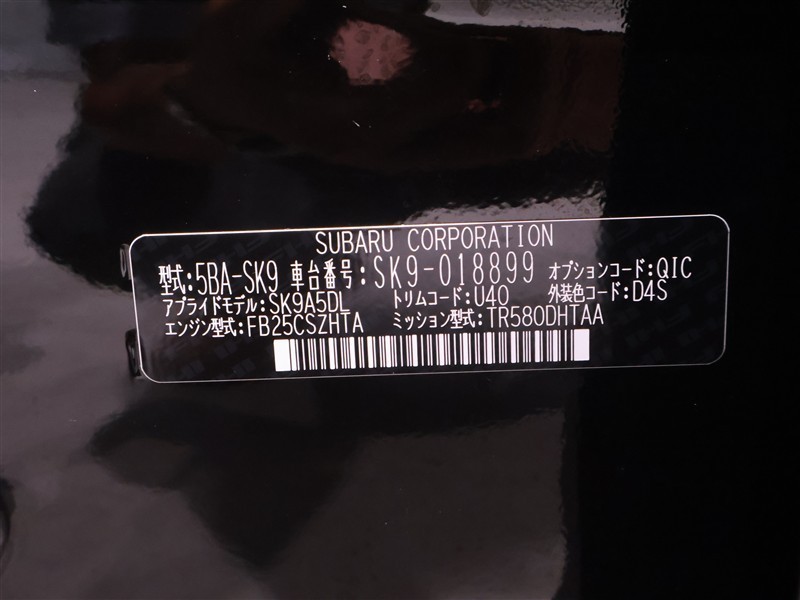 SUBARU CORPORATION
型式:5BA-SK9 車台番号:SK9-018899 オプションコード:QIC
アプライドモデル:SK9A5DL トリムコード:U40 外装色コード:D4S
エンジン型式:FB25CSZHTA ミッション型式:TR580DHTAA